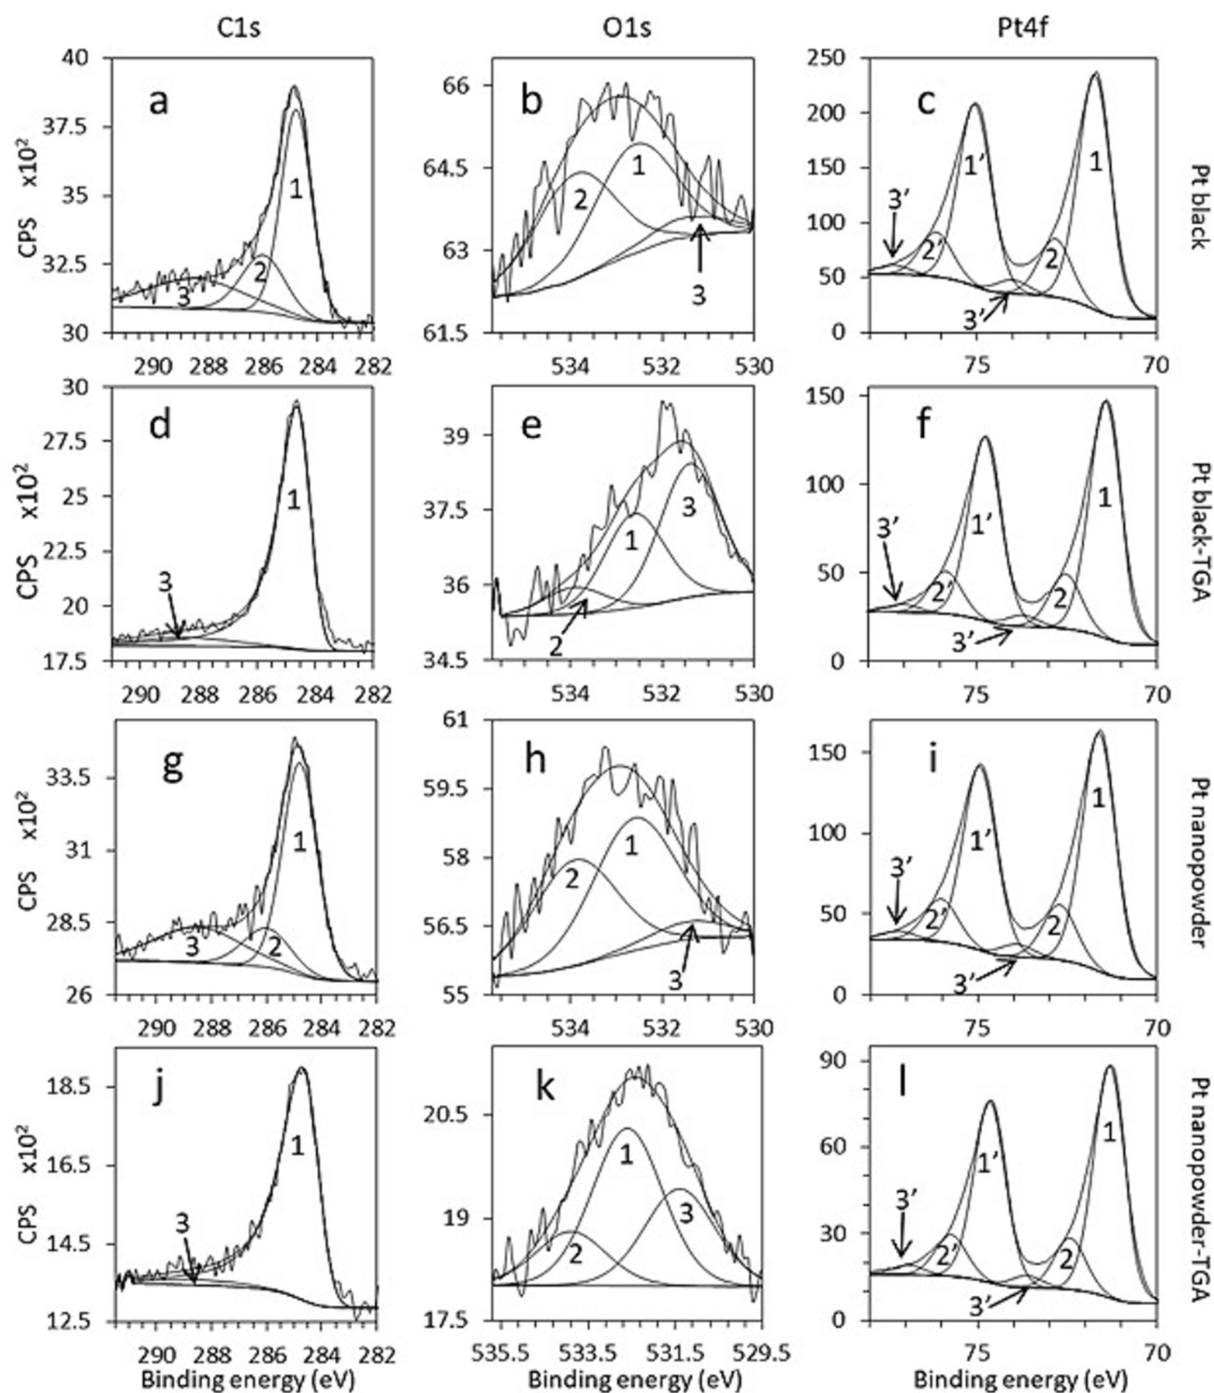 C1s O1s Pt4f
40 37.5 35 32.5 30
CPS x10²
a 1 2 3
290 288 286 284 282
66 64.5 63 61.5
b 1 2 3
534 532 530
250 200 150 100 50 0
c 3' 2' 1' 3' 2 1
75 70
Pt black
30 27.5 25 22.5 20 17.5
CPS x10²
d 1 3
290 288 286 284 282
39 37.5 36 34.5
e 1 3 2
534 532 530
150 100 50 0
f 3' 2' 1' 3' 2 1
75 70
Pt black-TGA
33.5 31 28.5 26
CPS x10²
g 1 3 2
290 288 286 284 282
61 59.5 58 56.5 55
h 2 1 3
534 532 530
150 100 50 0
i 3' 2' 1' 3' 2 1
75 70
Pt nanopowder
18.5 16.5 14.5 12.5
CPS x10²
j 1 3
290 288 286 284 282
Binding energy (eV)
20.5 19 17.5
k 1 2 3
535.5 533.5 531.5 529.5
Binding energy (eV)
90 60 30 0
l 3' 2' 1' 3' 2 1
75 70
Binding energy (eV)
Pt nanopowder-TGA